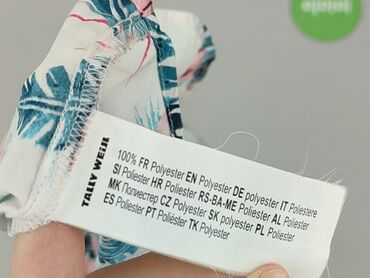 TALLY WEiJL
100% FR Polyester EN Polyester DE polyester IT Poliestere
SI Poliester HR Poliester RS-BA-ME Poliester AL Poliester
MK Полиестер CZ Polyester SK polyester PL Poliester
ES Poliester PT Poliéster TK Polyester